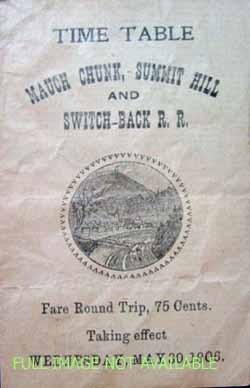 TIME TABLE
MAUCH CHUNK, SUMMIT HILL
AND
SWITCH-BACK R. R.
Fare Round Trip, 75 Cents.
Taking effect
FULL IMAGE NOT AVAILABLE
WEDNESDAY, MAY 30, 1906.